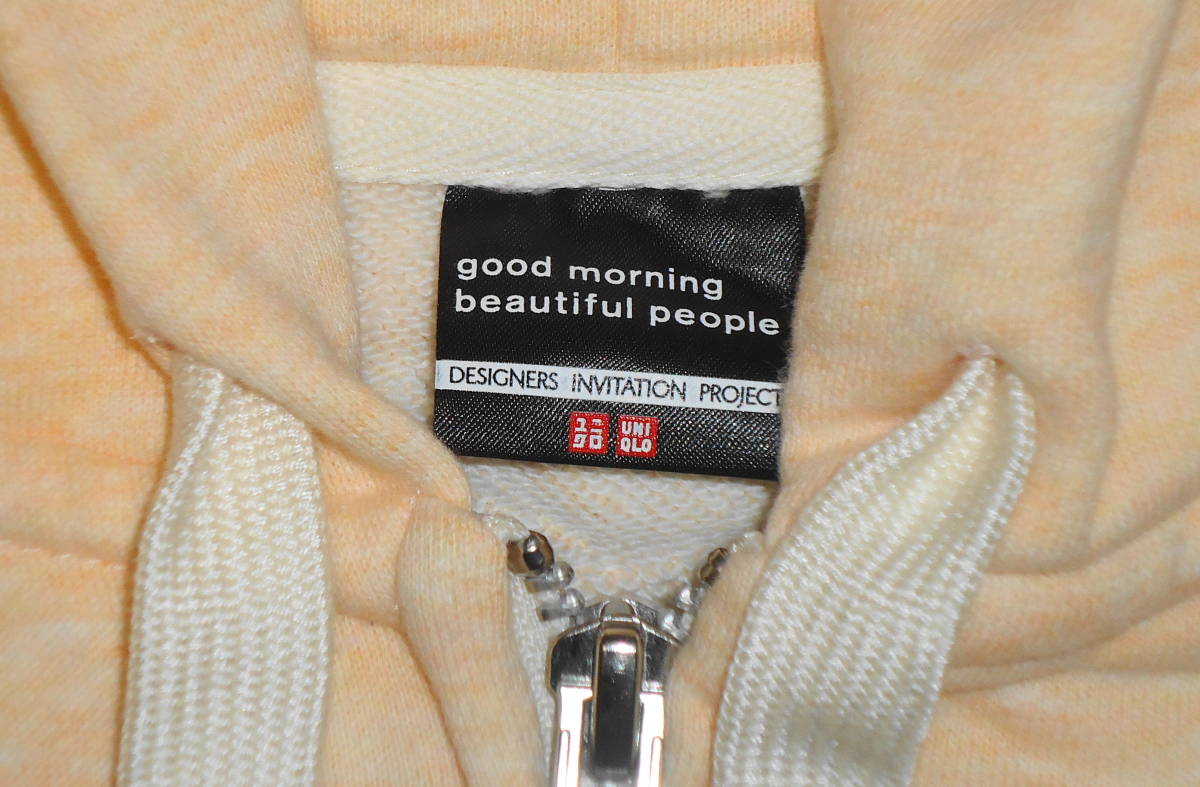 good morning
beautiful people
DESIGNERS INVITATION PROJECT
ユニ
クロ
UNI
QLO